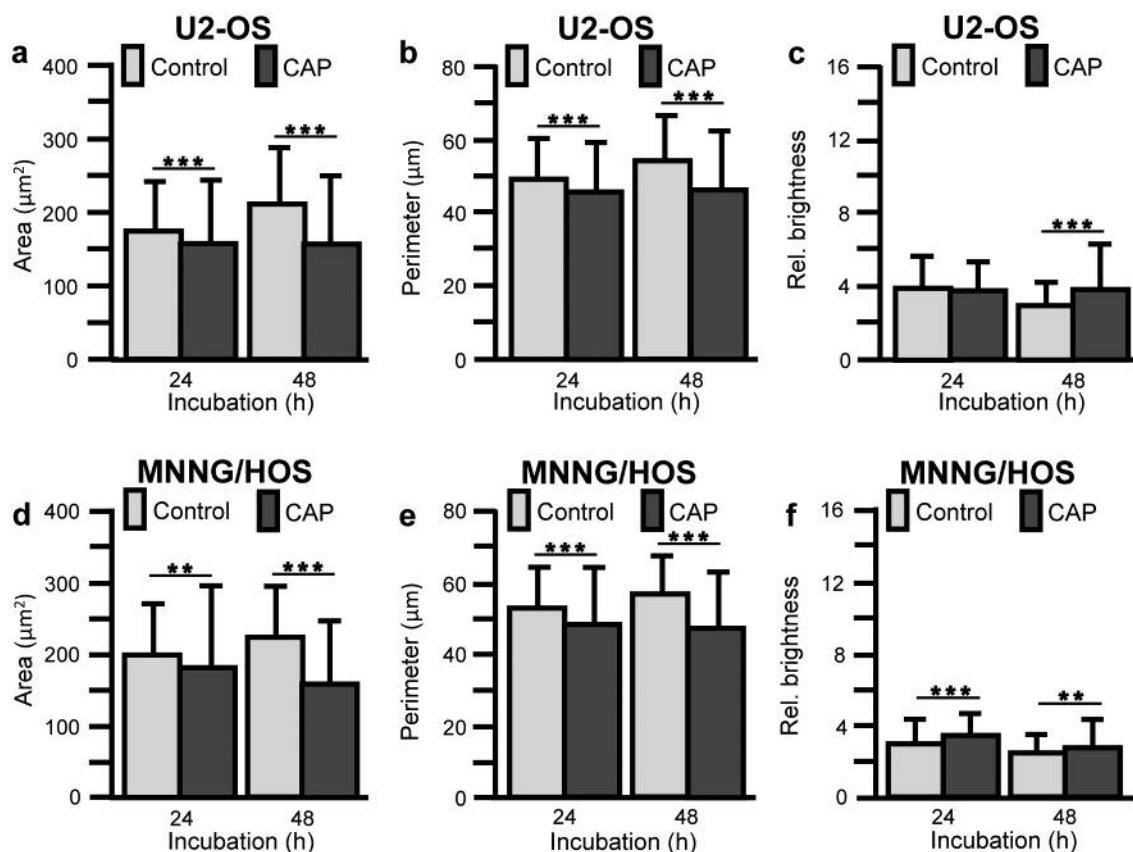 a
U2-OS
Control CAP
400
300
200
100
0
Area (µm²)
***
***
24 48
Incubation (h)
b
U2-OS
Control CAP
80
60
40
20
0
Perimeter (µm)
***
***
24 48
Incubation (h)
c
U2-OS
Control CAP
16
12
8
4
0
Rel. brightness
***
24 48
Incubation (h)
d
MNNG/HOS
Control CAP
400
300
200
100
0
Area (µm²)
**
***
24 48
Incubation (h)
e
MNNG/HOS
Control CAP
80
60
40
20
0
Perimeter (µm)
***
***
24 48
Incubation (h)
f
MNNG/HOS
Control CAP
16
12
8
4
0
Rel. brightness
***
**
24 48
Incubation (h)